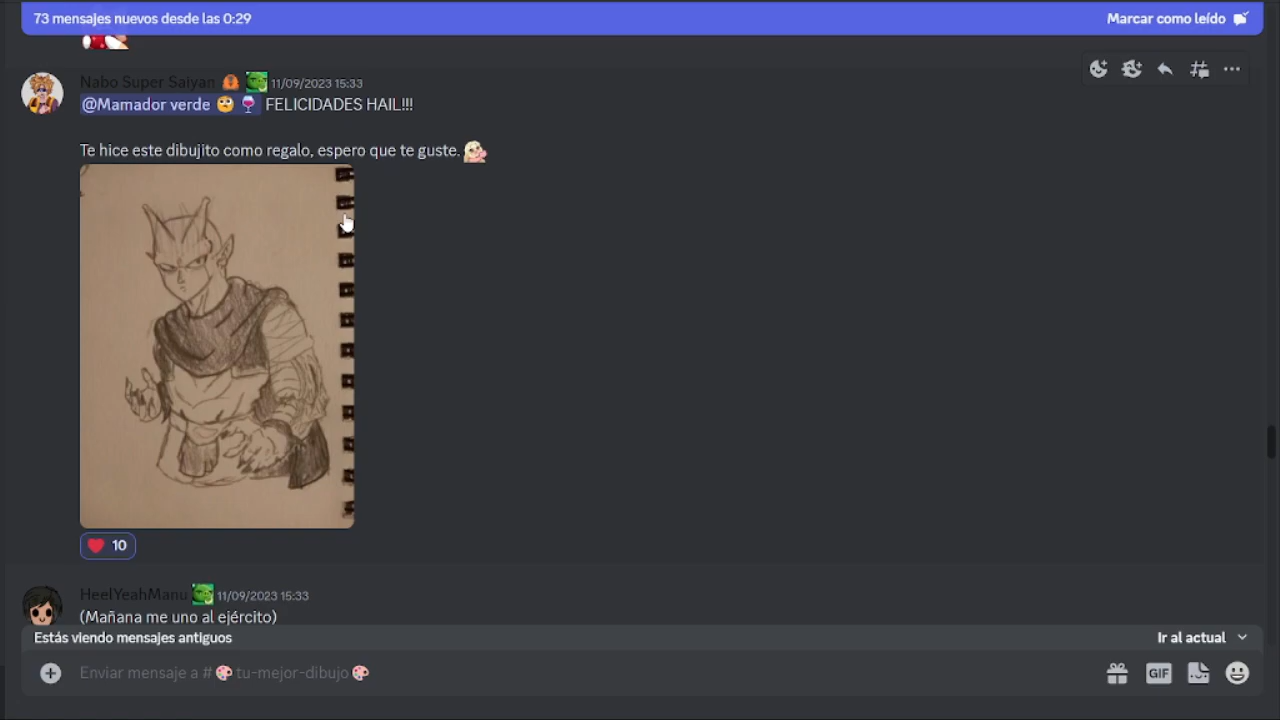 73 mensajes nuevos desde las 0:29
Marcar como leído
Nabo Super Saiyan 11/09/2023 15:33
@Mamador verde 🥺🍷 FELICIDADES HAIL!!!
Te hice este dibujito como regalo, espero que te guste.
10
HeelYeahManu 11/09/2023 15:33
(Mañana me uno al ejército)
Estás viendo mensajes antiguos
Ir al actual
Enviar mensaje a #🎨tu-mejor-dibujo🎨
GIF